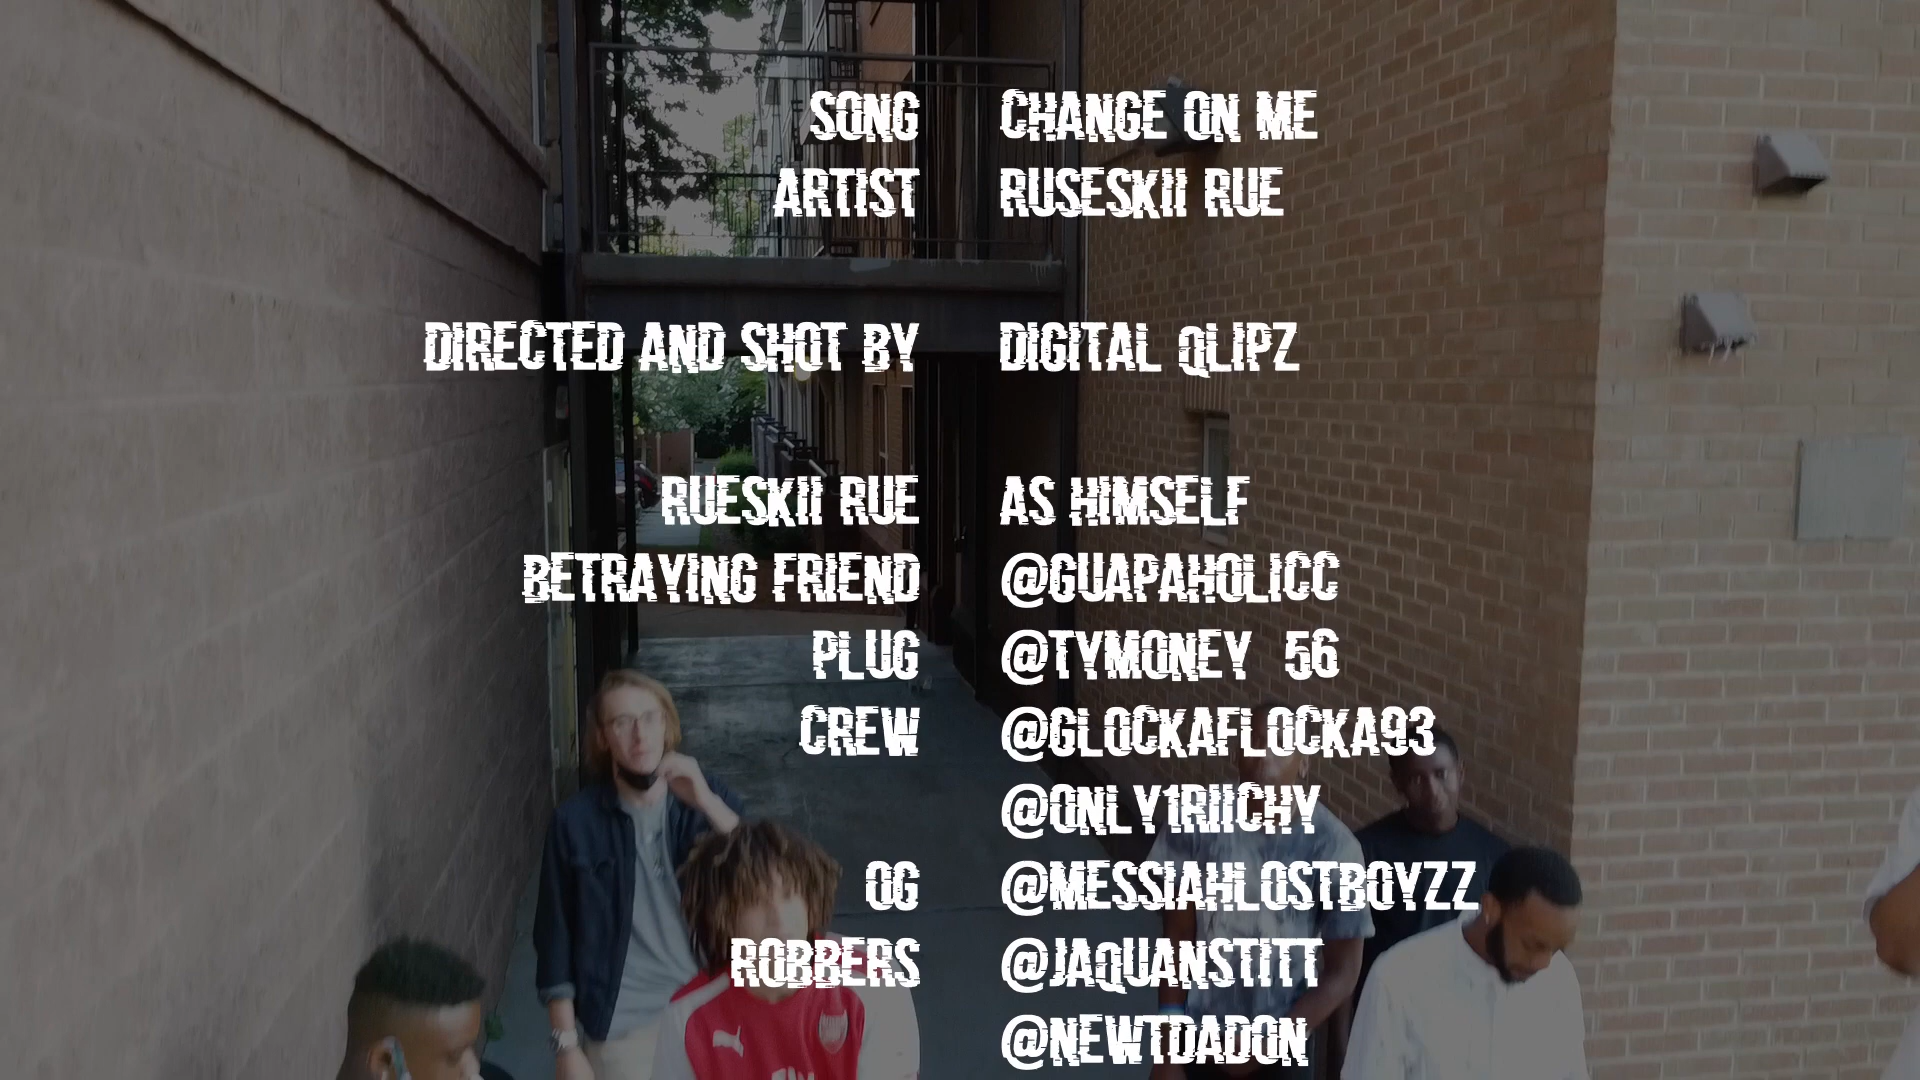 SONG CHANGE ON ME
ARTIST RUSESKII RUE
DIRECTED AND SHOT BY DIGITAL QLIPZ
RUESKII RUE AS HIMSELF
BETRAYING FRIEND @GUAPAHOLICC
PLUG @TYMONEY 56
CREW @GLOCKAFLOCKA93
@ONLY1RIICHY
OG @MESSIAHLOSTBOYZZ
ROBBERS @JAQUANSTITT
@NEWTDADON